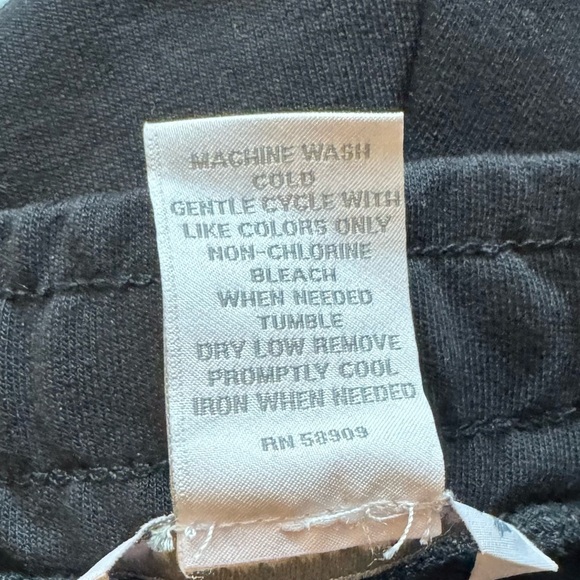 MACHINE WASH
COLD
GENTLE CYCLE WITH
LIKE COLORS ONLY
NON-CHLORINE
BLEACH
WHEN NEEDED
TUMBLE
DRY LOW REMOVE
PROMPTLY COOL
IRON WHEN NEEDED
RN 58909